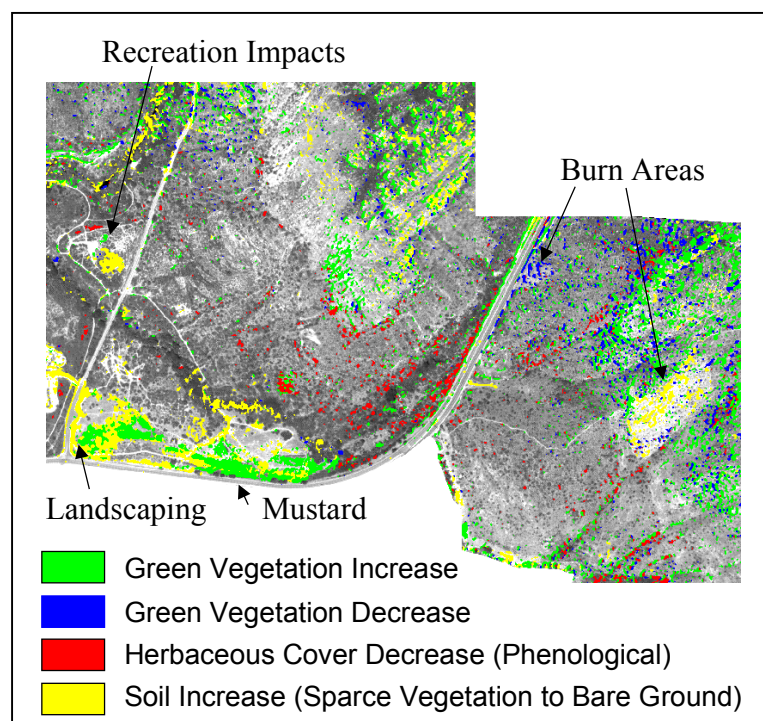 Recreation Impacts
Burn Areas
Landscaping
Mustard
Green Vegetation Increase
Green Vegetation Decrease
Herbaceous Cover Decrease (Phenological)
Soil Increase (Sparce Vegetation to Bare Ground)